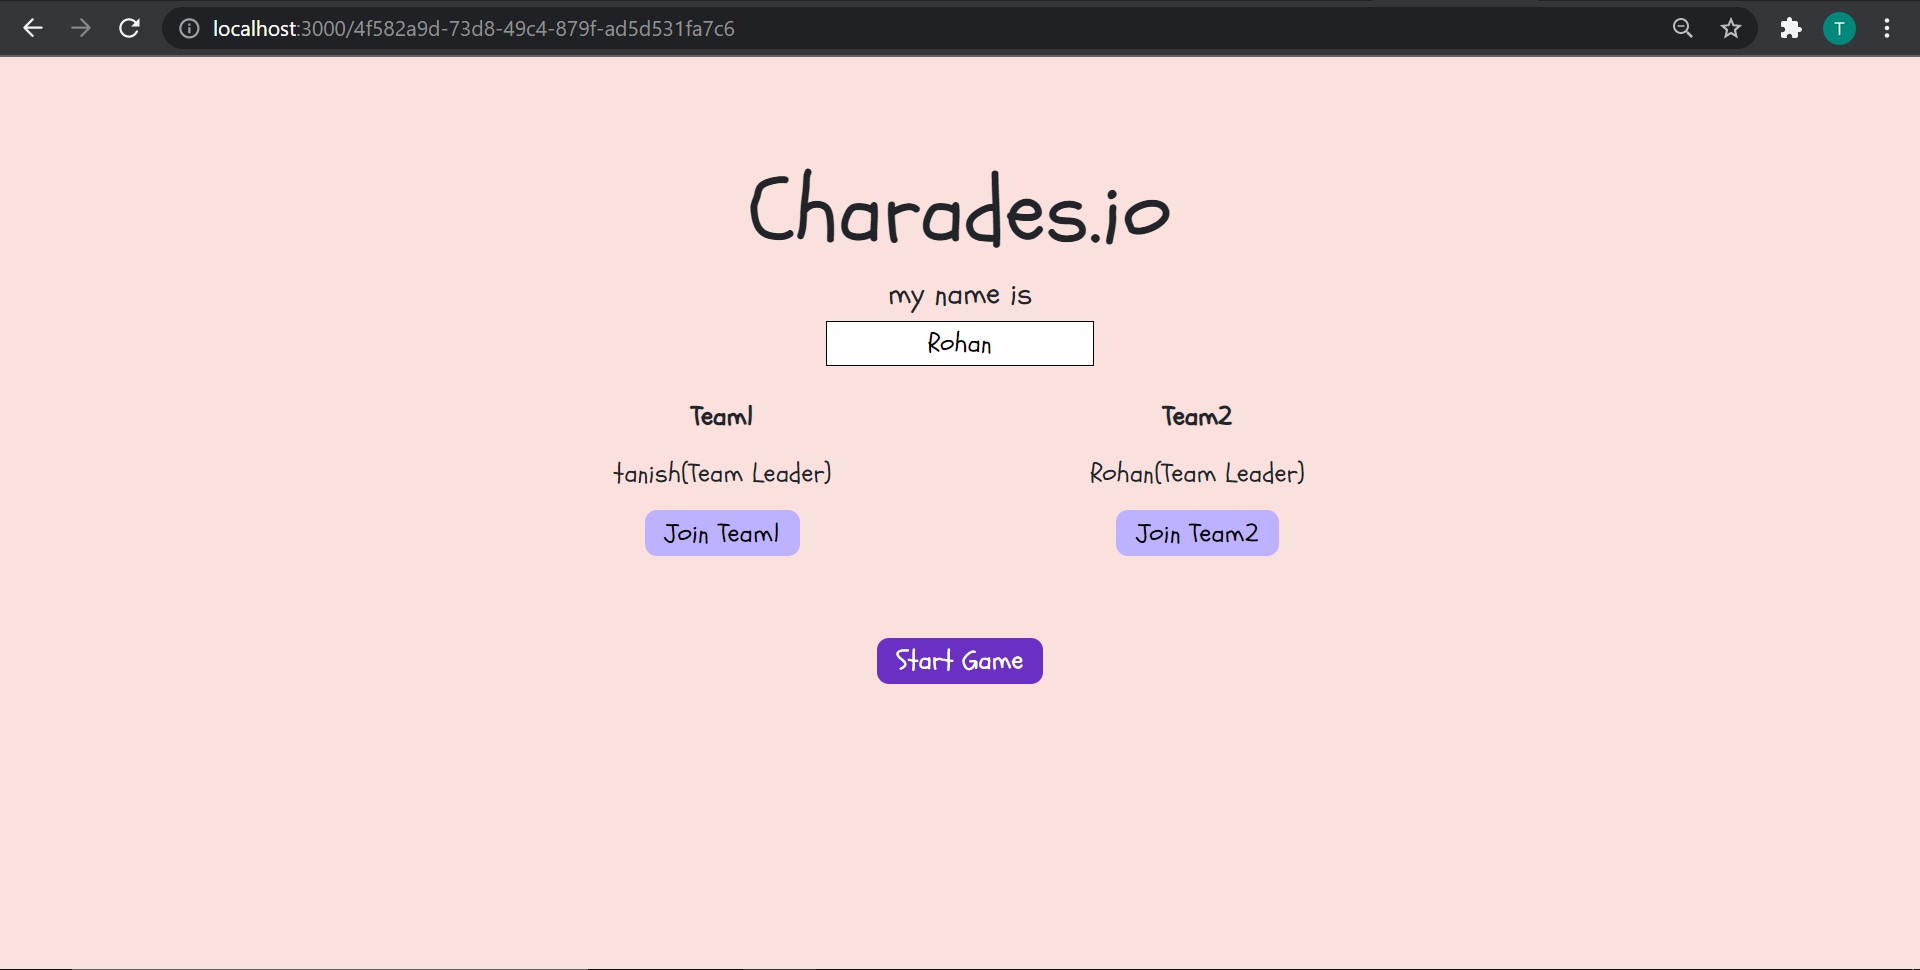 localhost:3000/4f582a9d-73d8-49c4-879f-ad5d531fa7c6
T
Charades.io
my name is
Rohan
Team1
Team2
tanish(Team Leader)
Rohan(Team Leader)
Join Team1
Join Team2
Start Game